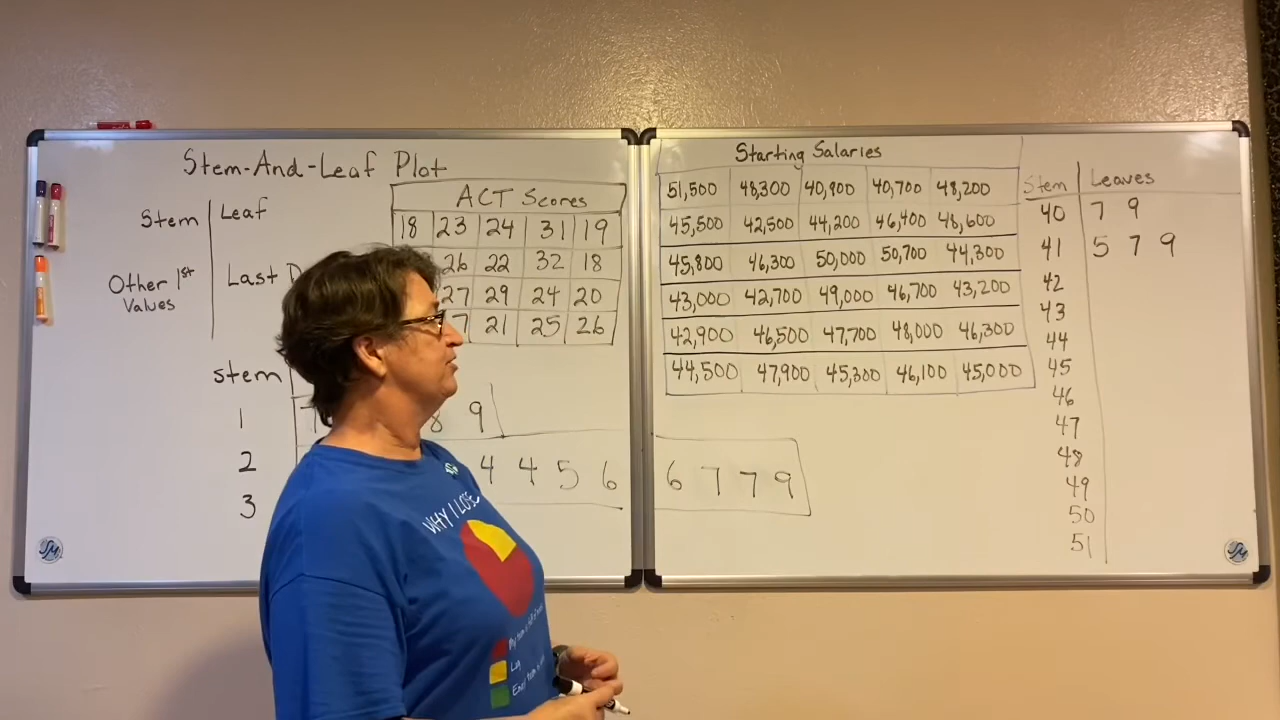 Stem-And-Leaf Plot
Stem | Leaf
Other 1st Values | Last
ACT Scores
18 23 24 31 19
26 22 32 18
27 29 24 20
7 21 25 26
stem
1 | 7 8 9
2 | 4 4 5 6 6 7 7 9
3
Starting Salaries
51,500 48,300 40,900 40,700 48,200
45,500 42,500 44,200 46,400 48,600
45,800 46,300 50,000 50,700 44,300
43,000 42,700 49,000 46,700 43,200
42,900 46,500 47,700 48,000 46,300
44,500 47,900 45,300 46,100 45,000
Stem | Leaves
40 | 7 9
41 | 5 7 9
42
43
44
45
46
47
48
49
50
51
WHY I LOSE